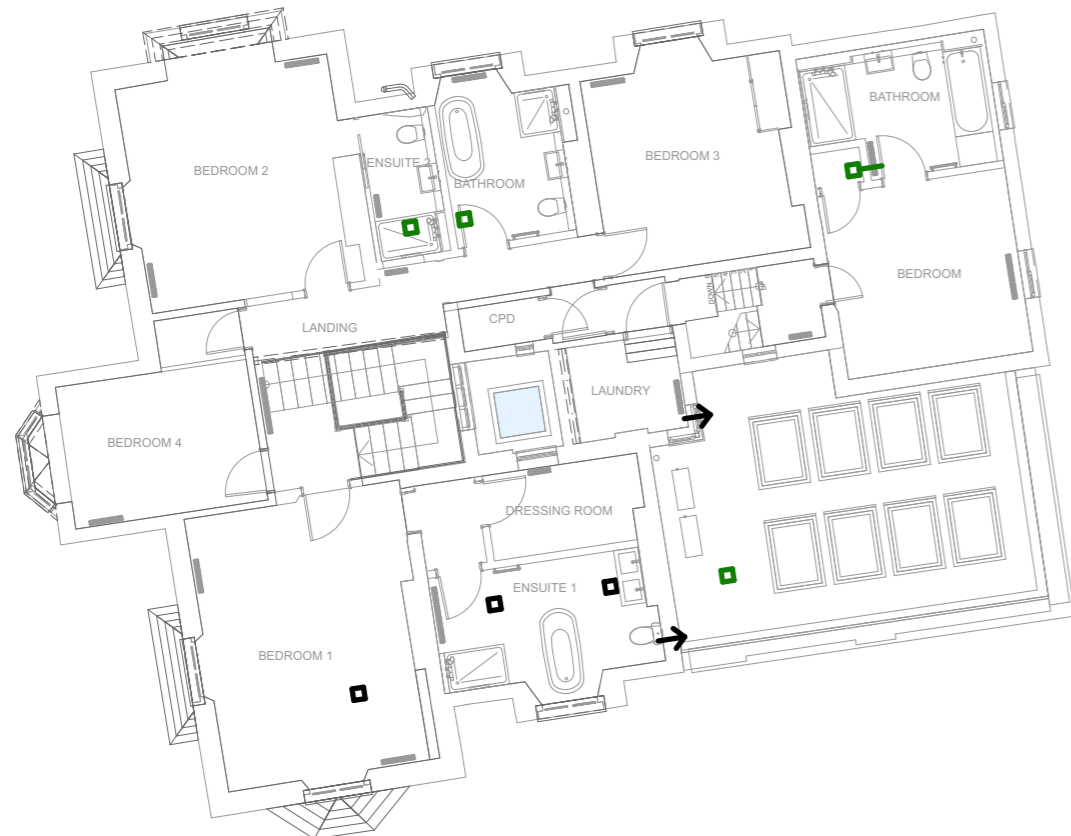 BATHROOM
BEDROOM 3
ENSUITE 2
BEDROOM 2
BATHROOM
BEDROOM
DOWN
CPD
LANDING
LAUNDRY
BEDROOM 4
DRESSING ROOM
ENSUITE 1
BEDROOM 1